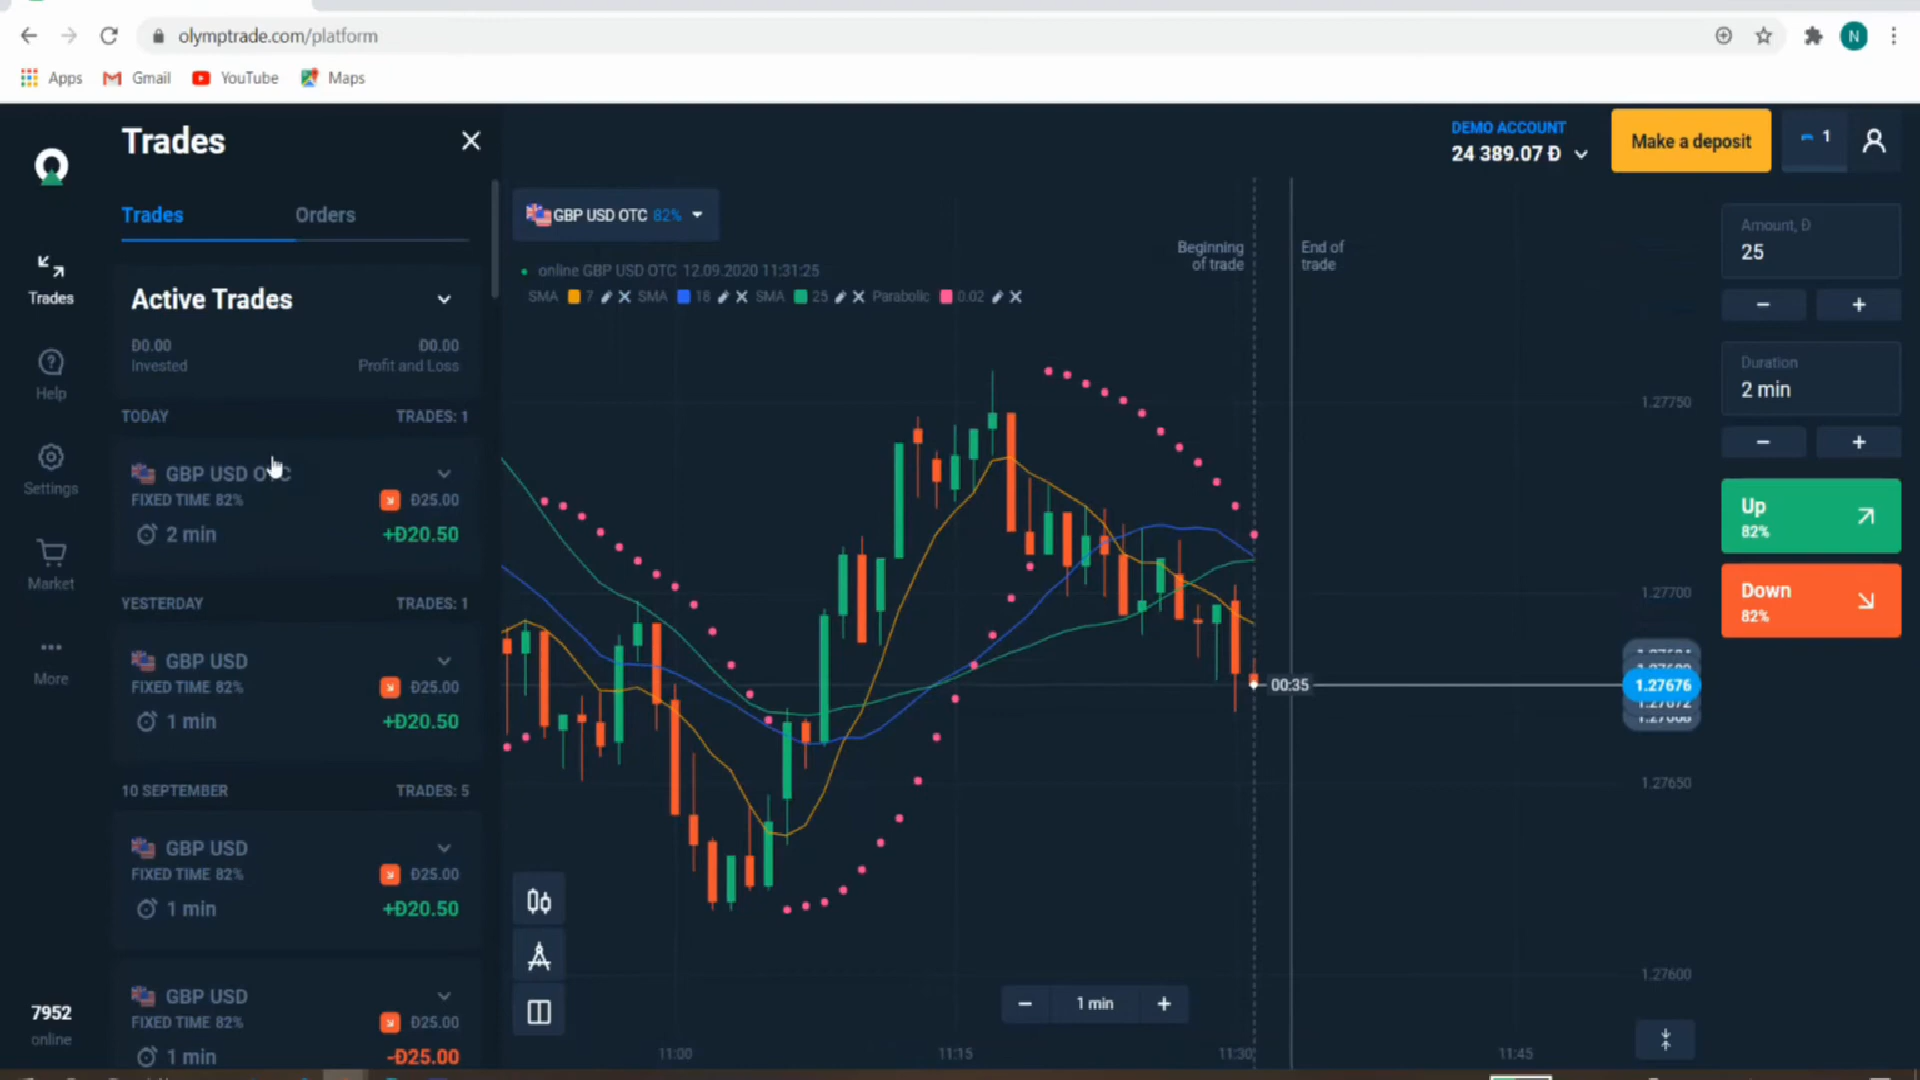 olymptrade.com/platform
N
Apps
Gmail
YouTube
Maps
Trades
DEMO ACCOUNT
24 389.07 Đ
Make a deposit
1
Trades
Orders
GBP USD OTC 82%
Amount, Đ
25
Beginning
of trade
End of
trade
online GBP USD OTC 12.09.2020 11:31:25
SMA 7 SMA 18 SMA 25 Parabolic 0.02
Trades
Active Trades
Đ0.00
Đ0.00
Invested
Profit and Loss
Help
Duration
2 min
1.27750
TODAY
TRADES: 1
GBP USD OTC
FIXED TIME 82%
Đ25.00
2 min
+Đ20.50
Settings
Up
82%
Down
82%
Market
1.27700
YESTERDAY
TRADES: 1
GBP USD
FIXED TIME 82%
Đ25.00
1 min
+Đ20.50
More
00:35
1.27676
1.27672
1.27650
10 SEPTEMBER
TRADES: 5
GBP USD
FIXED TIME 82%
Đ25.00
1 min
+Đ20.50
1.27600
GBP USD
FIXED TIME 82%
Đ25.00
1 min
-Đ25.00
7952
online
1 min
11:00
11:15
11:30
11:45